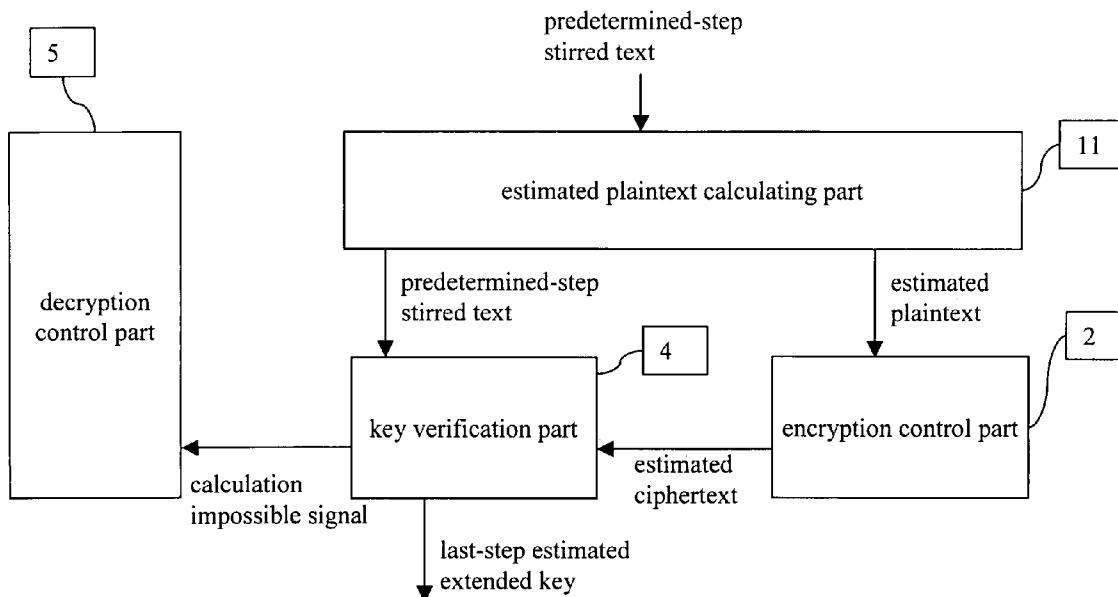 5
predetermined-step
stirred text
11
estimated plaintext calculating part
predetermined-step
stirred text
estimated
plaintext
decryption
control part
4
2
key verification part
encryption control part
estimated
ciphertext
calculation
impossible signal
last-step estimated
extended key